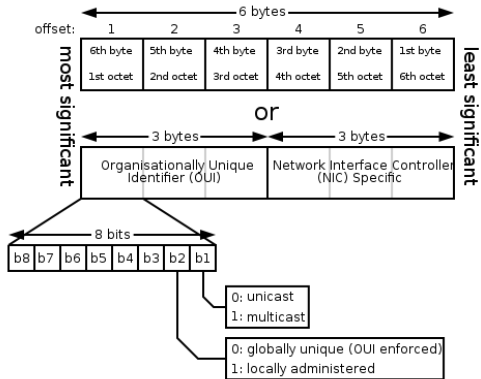 6 bytes
offset: 1 2 3 4 5 6
6th byte 5th byte 4th byte 3rd byte 2nd byte 1st byte
1st octet 2nd octet 3rd octet 4th octet 5th octet 6th octet
most significant
least significant
or
3 bytes 3 bytes
Organisationally Unique Network Interface Controller
Identifier (OUI) (NIC) Specific
8 bits
b8 b7 b6 b5 b4 b3 b2 b1
0: unicast
1: multicast
0: globally unique (OUI enforced)
1: locally administered